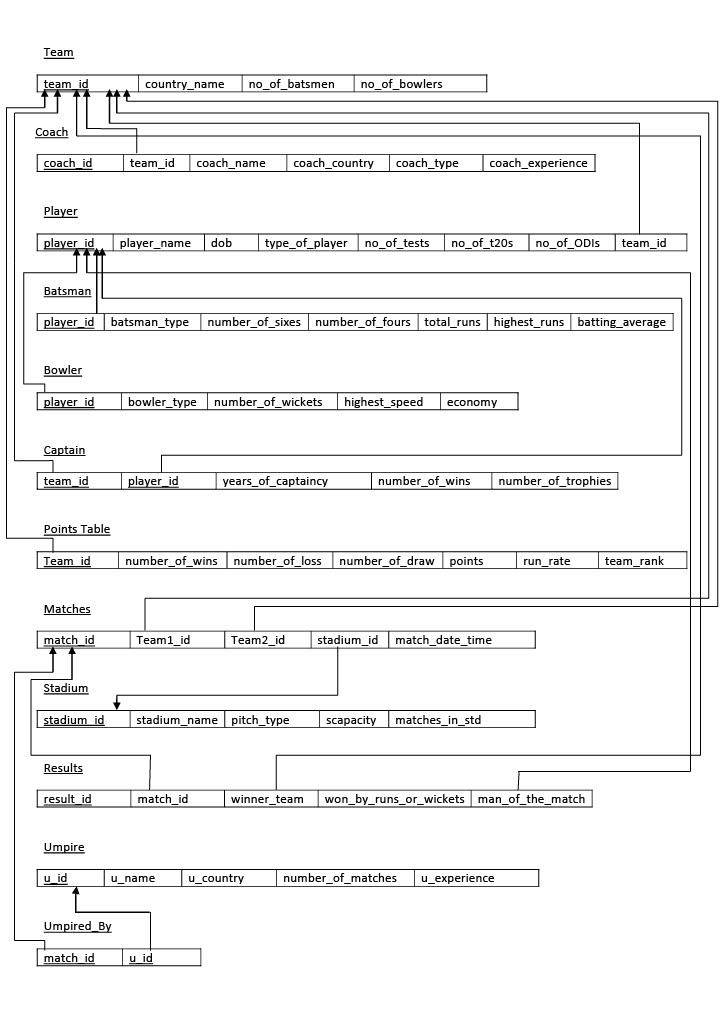 Team
team_id country_name no_of_batsmen no_of_bowlers
Coach
coach_id team_id coach_name coach_country coach_type coach_experience
Player
player_id player_name dob type_of_player no_of_tests no_of_t20s no_of_ODIs team_id
Batsman
player_id batsman_type number_of_sixes number_of_fours total_runs highest_runs batting_average
Bowler
player_id bowler_type number_of_wickets highest_speed economy
Captain
team_id player_id years_of_captaincy number_of_wins number_of_trophies
Points Table
Team_id number_of_wins number_of_loss number_of_draw points run_rate team_rank
Matches
match_id Team1_id Team2_id stadium_id match_date_time
Stadium
stadium_id stadium_name pitch_type scapacity matches_in_std
Results
result_id match_id winner_team won_by_runs_or_wickets man_of_the_match
Umpire
u_id u_name u_country number_of_matches u_experience
Umpired_By
match_id u_id